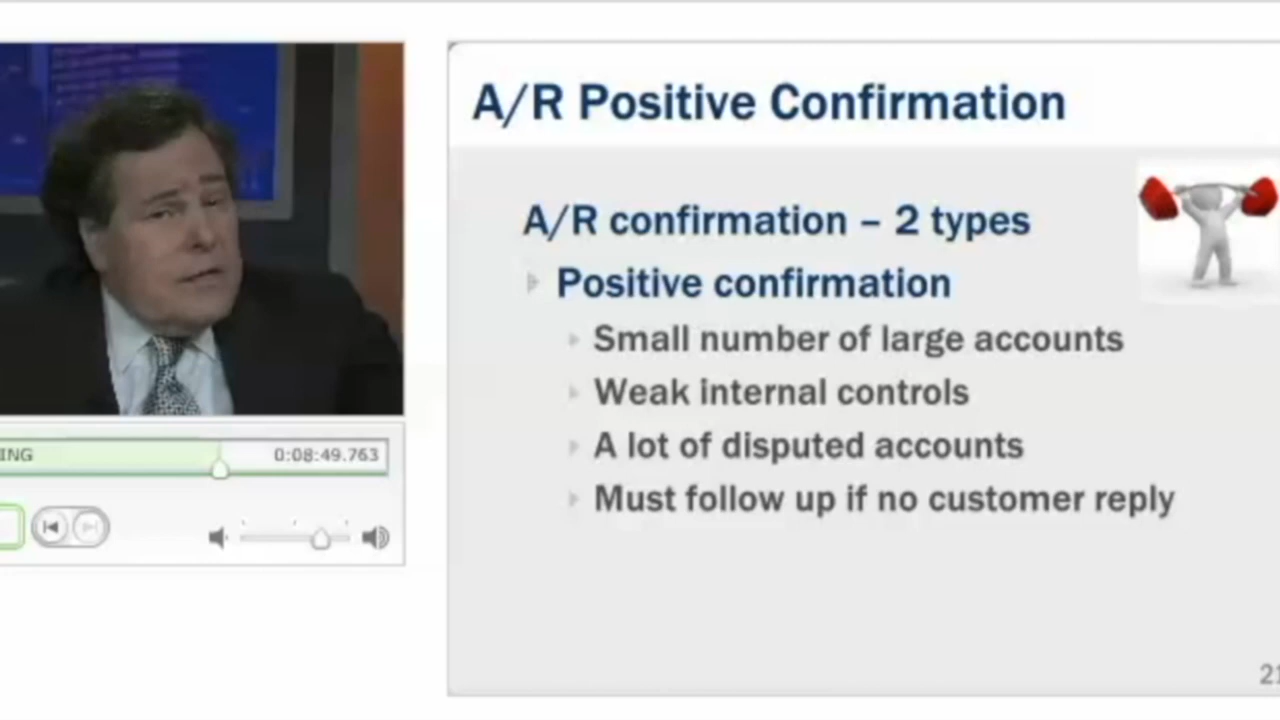 ING
0:08:49.763
A/R Positive Confirmation
A/R confirmation – 2 types
Positive confirmation
Small number of large accounts
Weak internal controls
A lot of disputed accounts
Must follow up if no customer reply
21